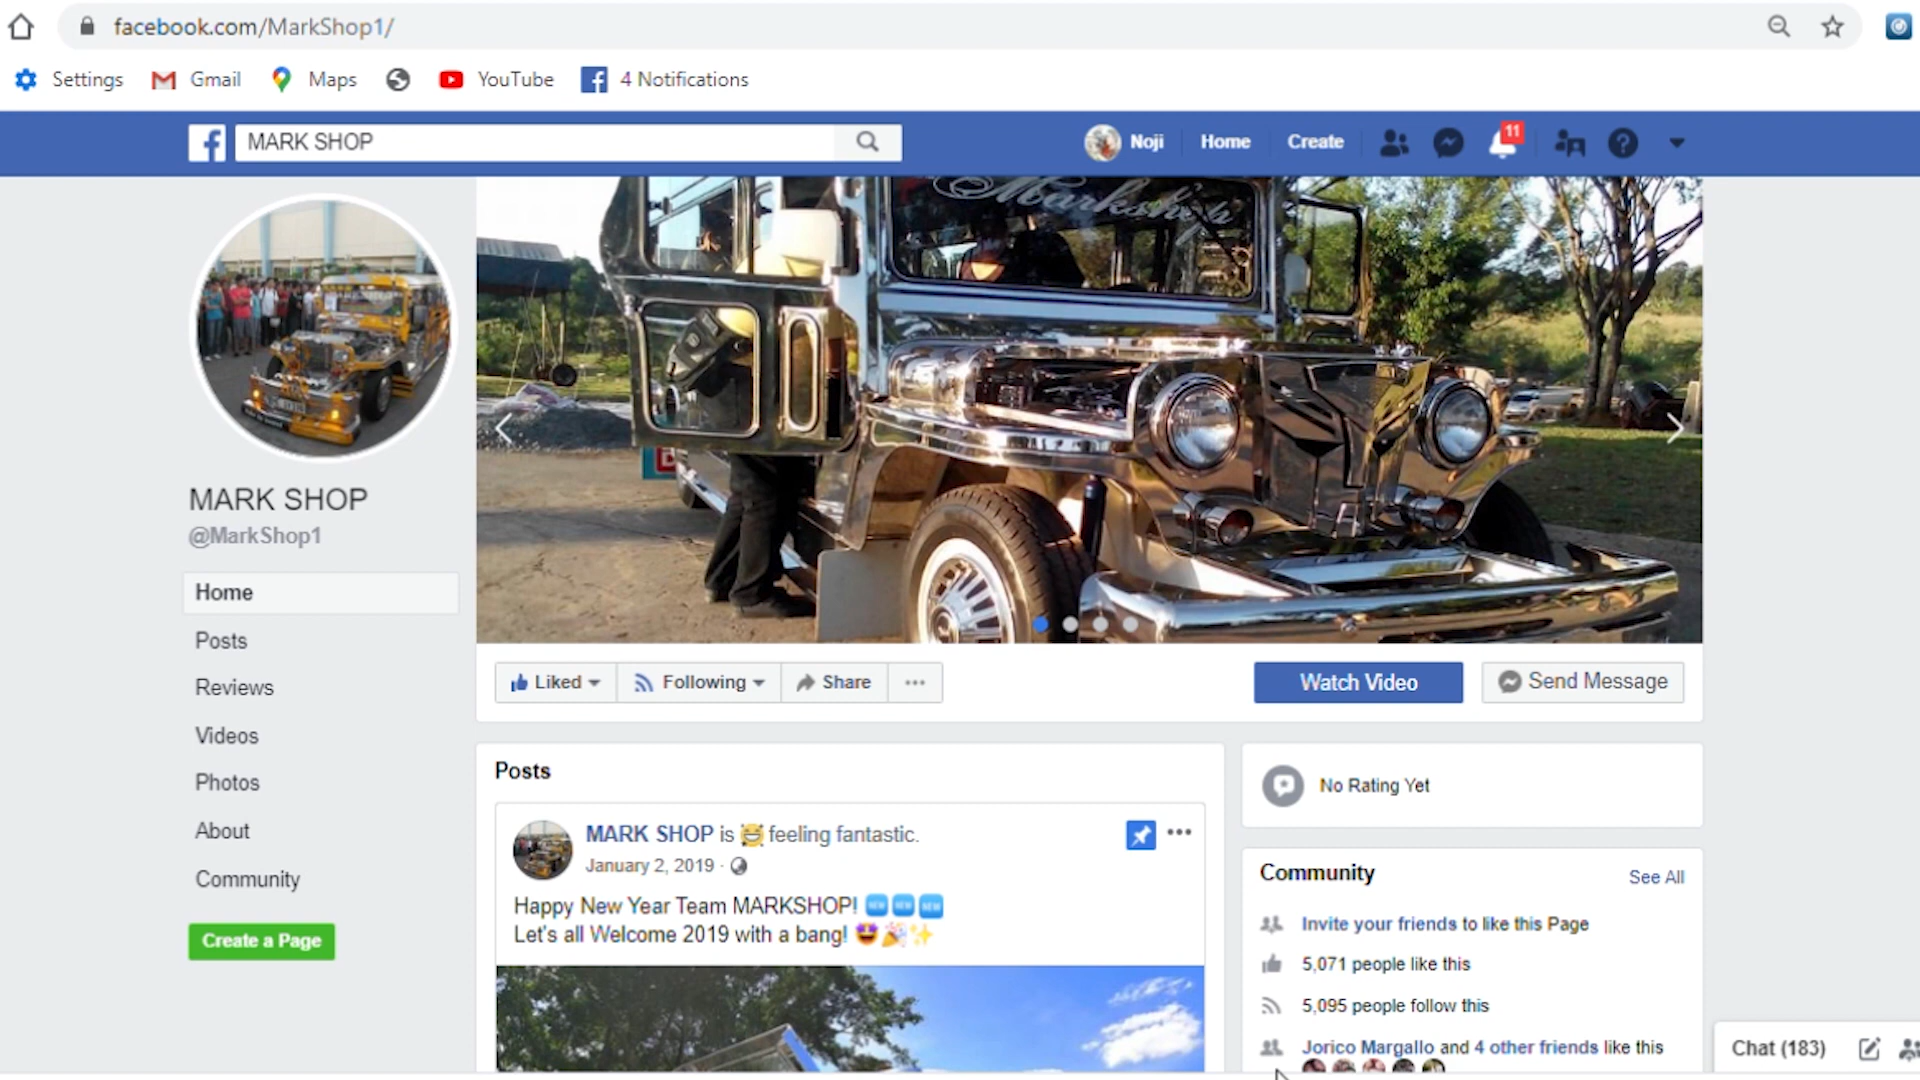 facebook.com/MarkShop1/
Settings Gmail Maps YouTube 4 Notifications
MARK SHOP
Noji Home Create 11
Markshop
MARK SHOP
@MarkShop1
Home
Posts
Reviews
Videos
Photos
About
Community
Create a Page
Liked Following Share ...
Watch Video Send Message
Posts
MARK SHOP is feeling fantastic.
January 2, 2019 ·
Happy New Year Team MARKSHOP! NEW NEW NEW
Let's all Welcome 2019 with a bang!
No Rating Yet
Community See All
Invite your friends to like this Page
5,071 people like this
5,095 people follow this
Jorico Margallo and 4 other friends like this
Chat (183)